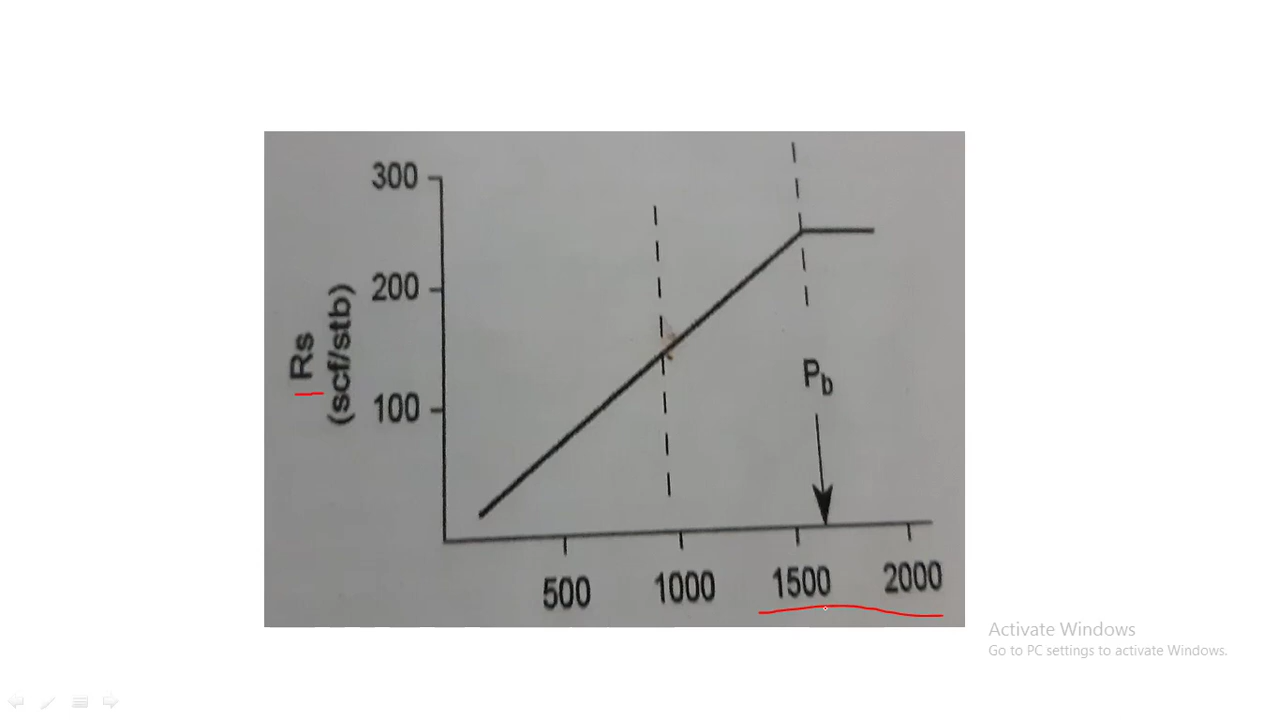 300
200
100
Rs
(scf/stb)
Pb
500 1000 1500 2000
Activate Windows
Go to PC settings to activate Windows.